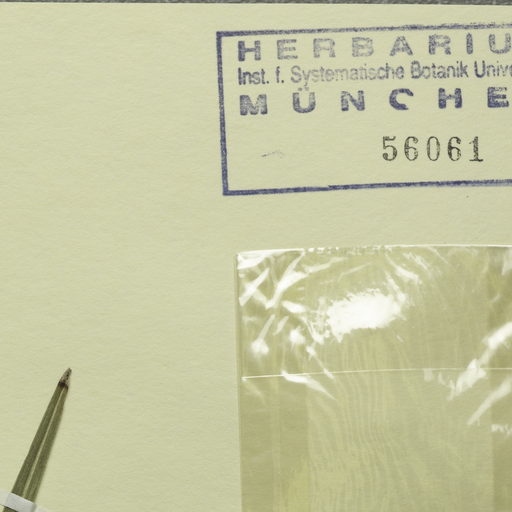 HERBARIU
Inst. f. Systematische Botanik Unive
MÜNCHE
56061